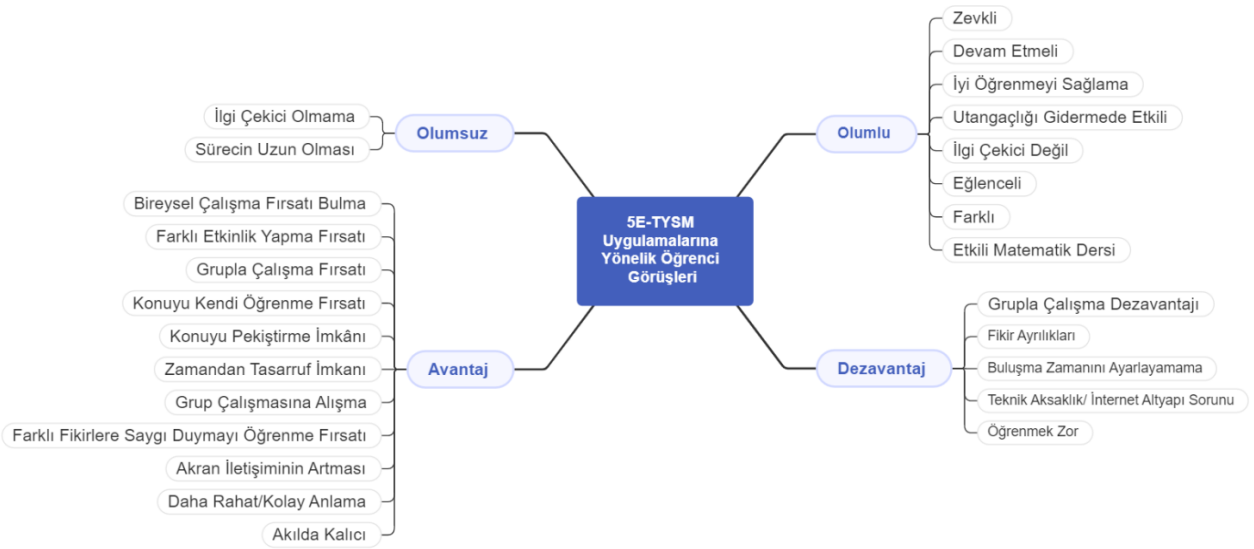 5E-TYSM
Uygulamalarına
Yönelik Öğrenci
Görüşleri
Olumsuz
İlgi Çekici Olmama
Sürecin Uzun Olması
Avantaj
Bireysel Çalışma Fırsatı Bulma
Farklı Etkinlik Yapma Fırsatı
Grupla Çalışma Fırsatı
Konuyu Kendi Öğrenme Fırsatı
Konuyu Pekiştirme İmkânı
Zamandan Tasarruf İmkanı
Grup Çalışmasına Alışma
Farklı Fikirlere Saygı Duymayı Öğrenme Fırsatı
Akran İletişiminin Artması
Daha Rahat/Kolay Anlama
Akılda Kalıcı
Olumlu
Zevkli
Devam Etmeli
İyi Öğrenmeyi Sağlama
Utangaçlığı Gidermede Etkili
İlgi Çekici Değil
Eğlenceli
Farklı
Etkili Matematik Dersi
Dezavantaj
Grupla Çalışma Dezavantajı
Fikir Ayrılıkları
Buluşma Zamanını Ayarlayamama
Teknik Aksaklık/ İnternet Altyapı Sorunu
Öğrenmek Zor